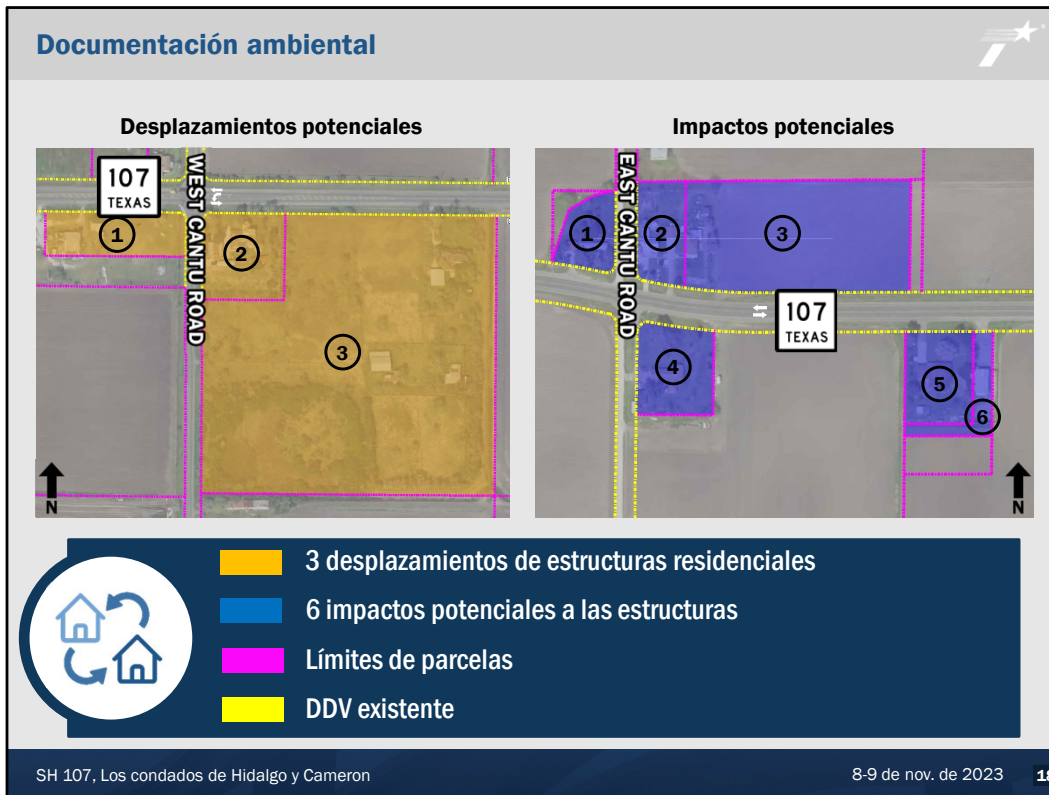 Documentación ambiental
Desplazamientos potenciales
107
TEXAS
WEST CANTU ROAD
1
2
3
N
Impactos potenciales
EAST CANTU ROAD
1
2
3
107
TEXAS
4
5
6
N
3 desplazamientos de estructuras residenciales
6 impactos potenciales a las estructuras
Límites de parcelas
DDV existente
SH 107, Los condados de Hidalgo y Cameron
8-9 de nov. de 2023
18